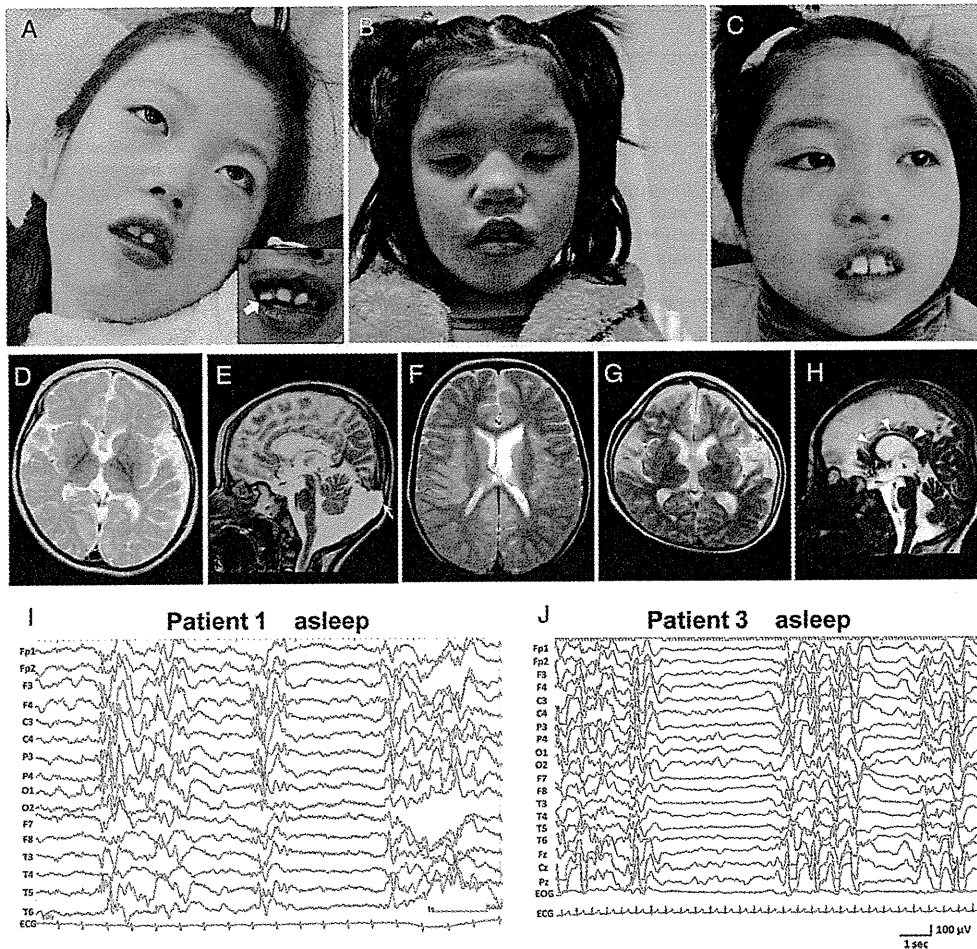 A B C
D E F G H
I Patient 1 asleep
J Patient 3 asleep
Fp1
Fp2
F3
F4
C3
C4
P3
P4
O1
O2
F7
F8
T3
T4
T5
T6
ECG
1s
Fp1
Fp2
F3
F4
C3
C4
P3
P4
O1
O2
F7
F8
T3
T4
T5
T6
Fz
Cz
Pz
EOG
ECG
100 µV
1 sec